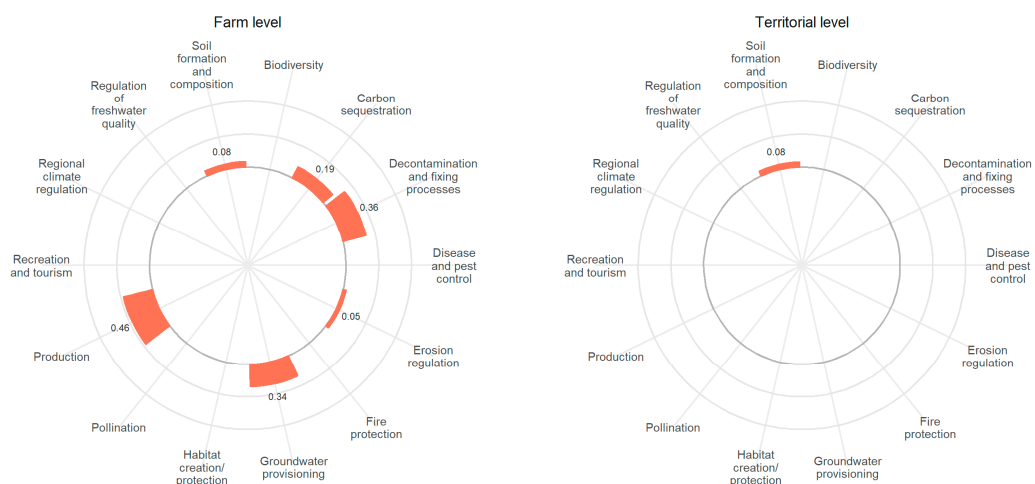 Farm level
Soil
formation
and
composition
Biodiversity
Carbon
sequestration
Decontamination
and fixing
processes
Disease
and pest
control
Erosion
regulation
Fire
protection
Groundwater
provisioning
Habitat
creation/
protection
Pollination
Production
Recreation
and tourism
Regional
climate
regulation
Regulation
of
freshwater
quality
0.08
0.19
0.36
0.05
0.34
0.46
Territorial level
Soil
formation
and
composition
Biodiversity
Carbon
sequestration
Decontamination
and fixing
processes
Disease
and pest
control
Erosion
regulation
Fire
protection
Groundwater
provisioning
Habitat
creation/
protection
Pollination
Production
Recreation
and tourism
Regional
climate
regulation
Regulation
of
freshwater
quality
0.08